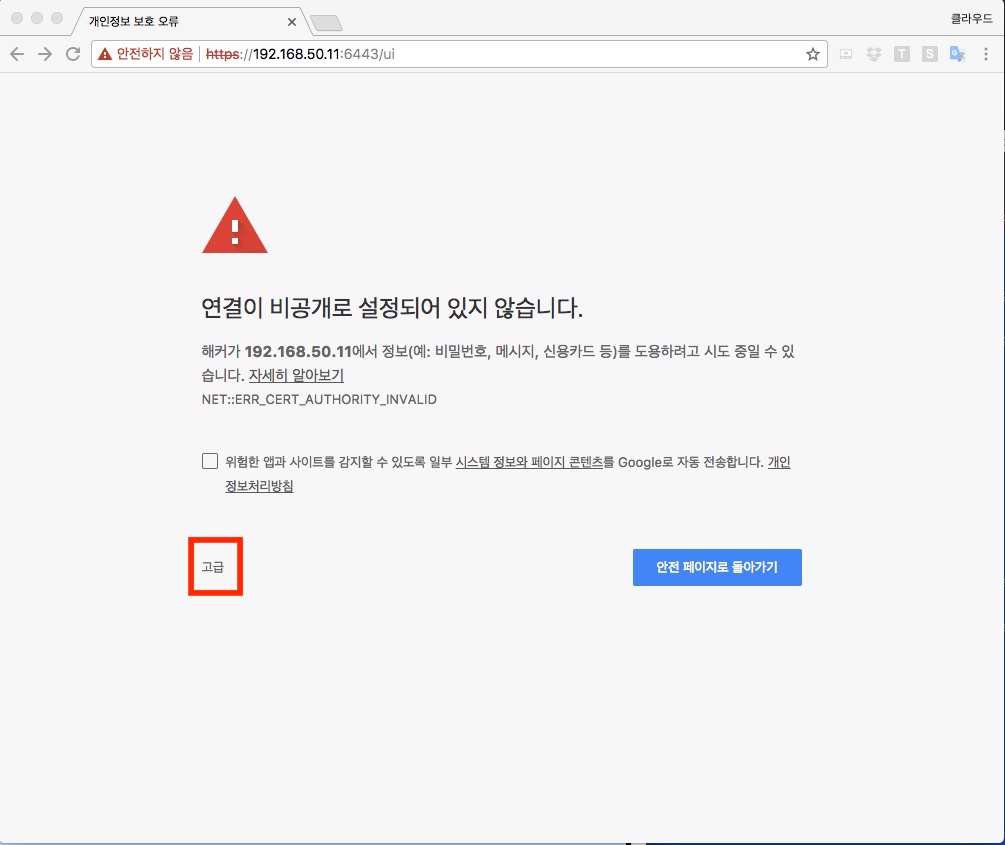 개인정보 보호 오류
클라우드
안전하지 않음 https://192.168.50.11:6443/ui
T S G
연결이 비공개로 설정되어 있지 않습니다.
해커가 192.168.50.11에서 정보(예: 비밀번호, 메시지, 신용카드 등)를 도용하려고 시도 중일 수 있
습니다. 자세히 알아보기
NET::ERR_CERT_AUTHORITY_INVALID
위험한 앱과 사이트를 감지할 수 있도록 일부 시스템 정보와 페이지 콘텐츠를 Google로 자동 전송합니다. 개인
정보처리방침
고급 안전 페이지로 돌아가기